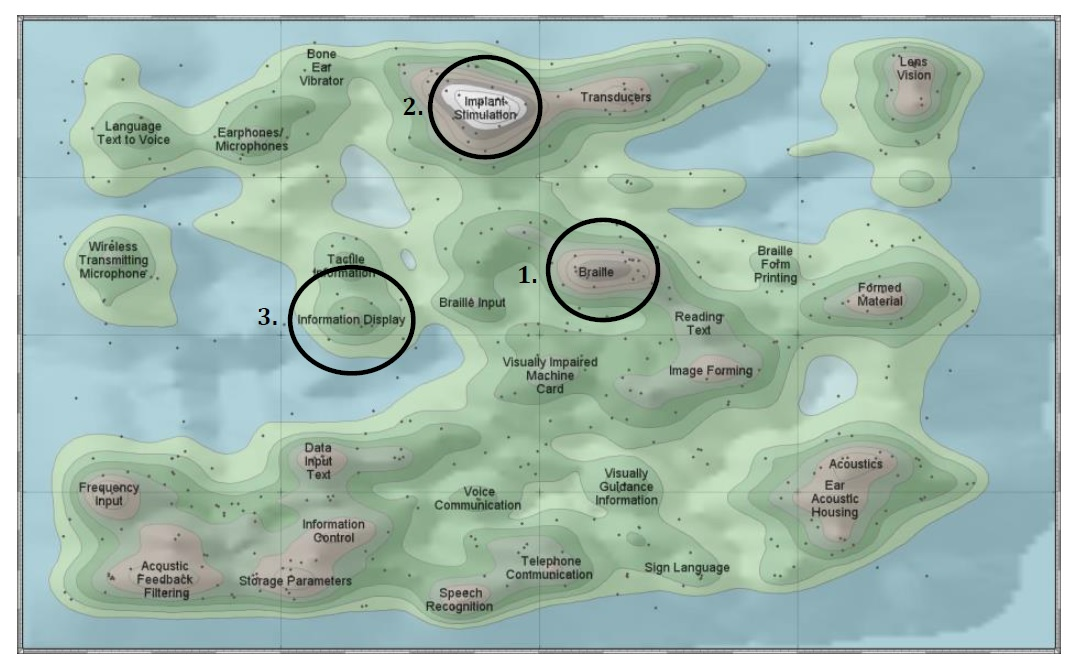 Bone
Ear
Vibrator
Lens
Vision
2.
Implant
Stimulation
Transducers
Language
Text to Voice
Earphones/
Microphones
Wireless
Transmitting
Microphone
Tactile
Information
1.
Braille
Braille
Form
Printing
Formed
Material
3.
Information Display
Braille Input
Reading
Text
Visually Impaired
Machine
Card
Image Forming
Data
Input
Text
Frequency
Input
Voice
Communication
Visually
Guidance
Information
Acoustics
Ear
Acoustic
Housing
Information
Control
Acoustic
Feedback
Filtering
Storage Parameters
Telephone
Communication
Sign Language
Speech
Recognition